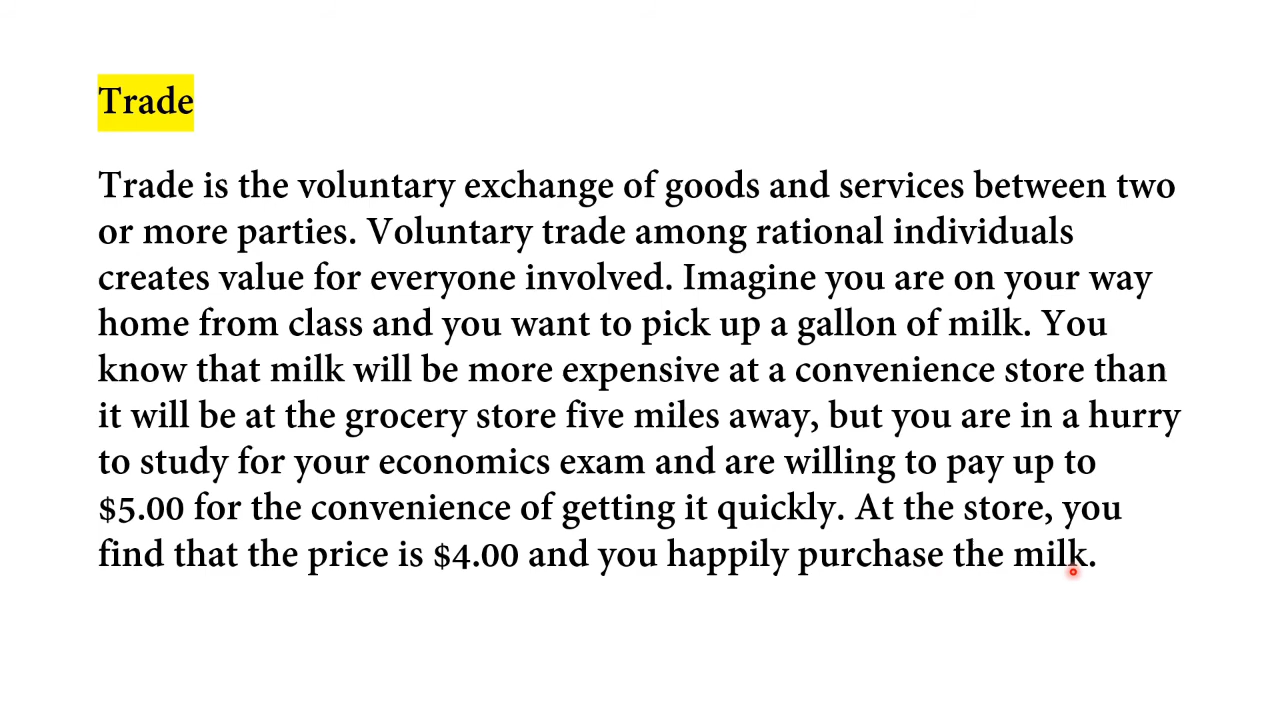 Trade
Trade is the voluntary exchange of goods and services between two
or more parties. Voluntary trade among rational individuals
creates value for everyone involved. Imagine you are on your way
home from class and you want to pick up a gallon of milk. You
know that milk will be more expensive at a convenience store than
it will be at the grocery store five miles away, but you are in a hurry
to study for your economics exam and are willing to pay up to
$5.00 for the convenience of getting it quickly. At the store, you
find that the price is $4.00 and you happily purchase the milk.